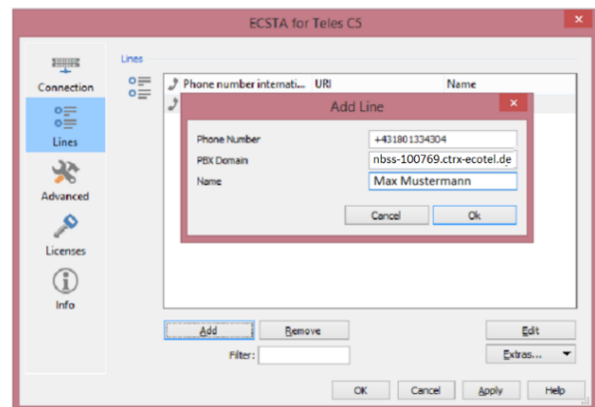 ECSTA for Teles C5
Connection
Lines
Advanced
Licenses
Info
Lines
Phone number internati... URI Name
Add Line
Phone Number +431801334304
PBX Domain nbss-100769.ctrx-ecotel.de
Name Max Mustermann
Cancel Ok
Add Remove Edit
Filter: Extras...
OK Cancel Apply Help